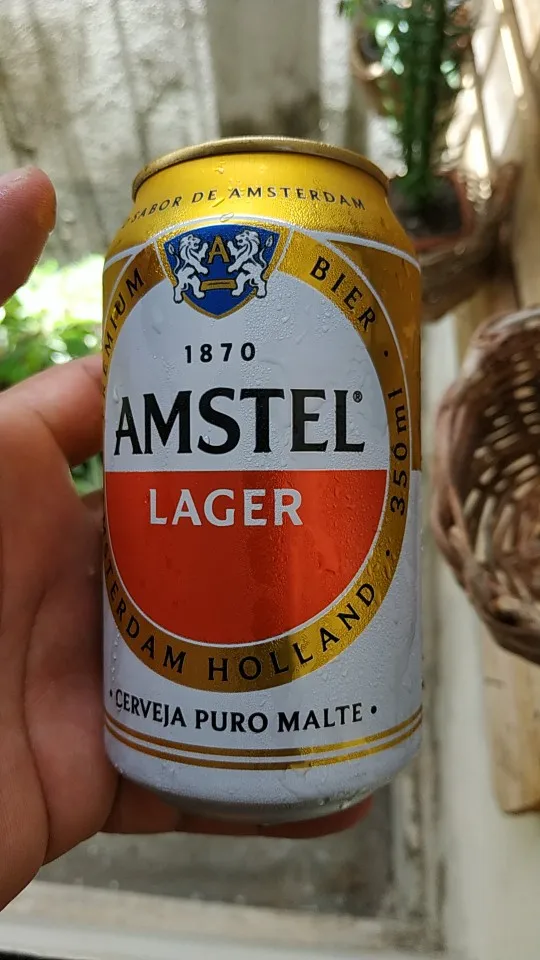 SABOR DE AMSTERDAM
A
BIER · 350ml ·
1870
AMSTEL®
LAGER
HOLLAND
• CERVEJA PURO MALTE •